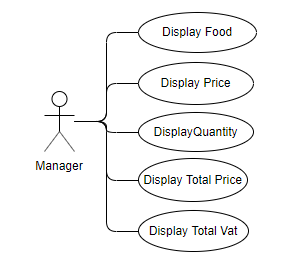 Display Food
Display Price
DisplayQuantity
Manager
Display Total Price
Display Total Vat